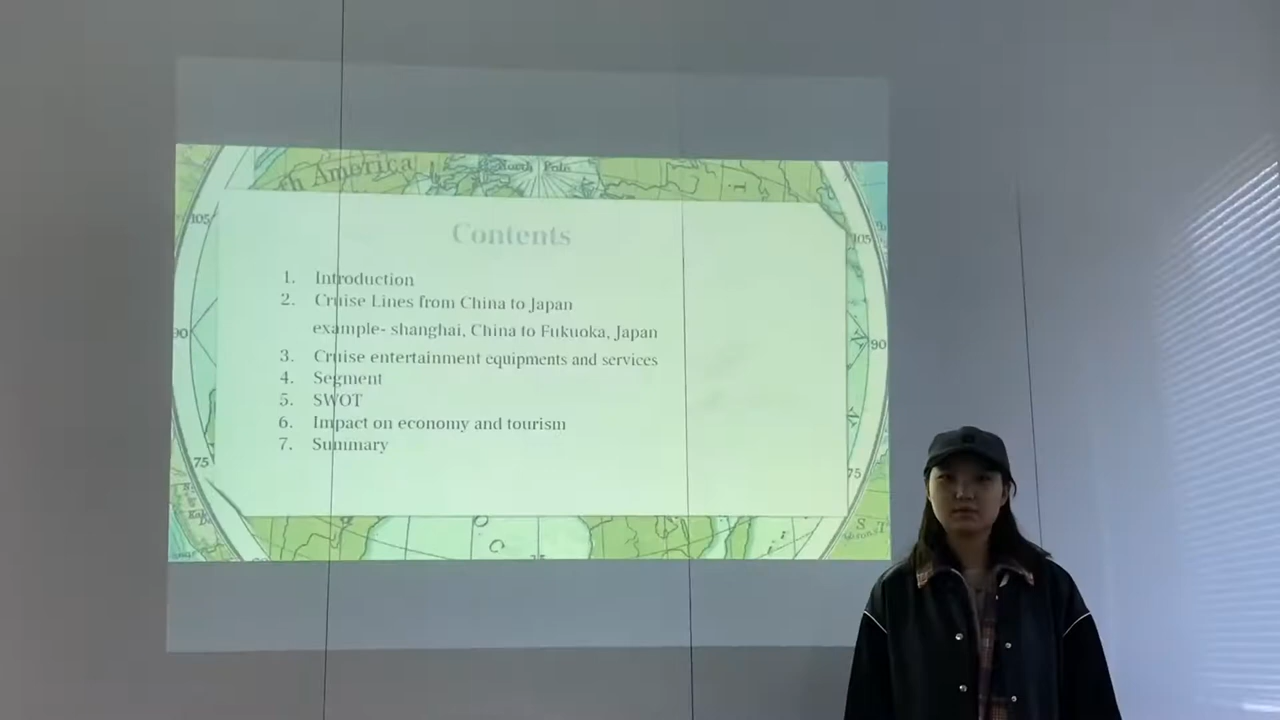 th America
North Pole
105
105
Contents
1. Introduction
2. Cruise Lines from China to Japan
example- shanghai, China to Fukuoka, Japan
90
90
3. Cruise entertainment equipments and services
4. Segment
5. SWOT
6. Impact on economy and tourism
7. Summary
75
75